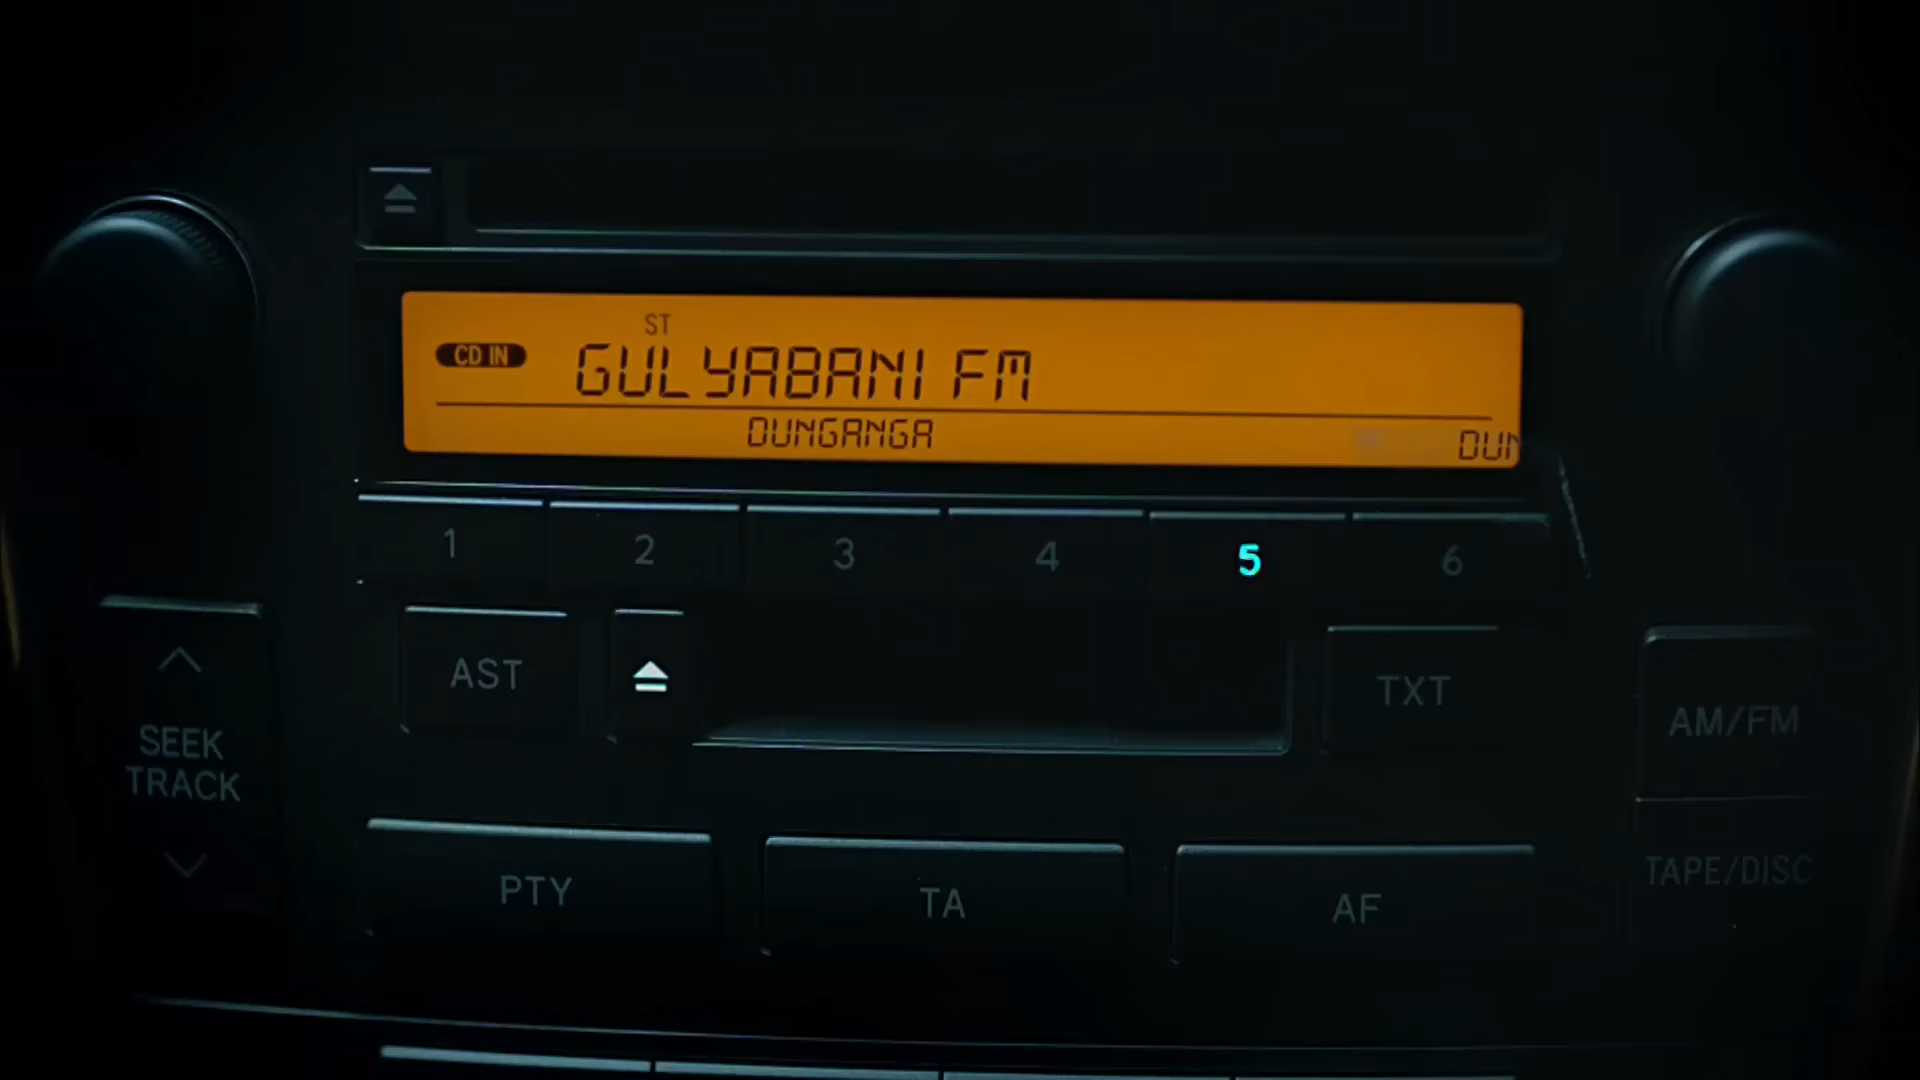 ST
CD IN GULYABANI FM
DUNGANGA DUN
1 2 3 4 5 6
AST TXT
SEEK
TRACK
AM/FM
TAPE/DISC
PTY TA AF